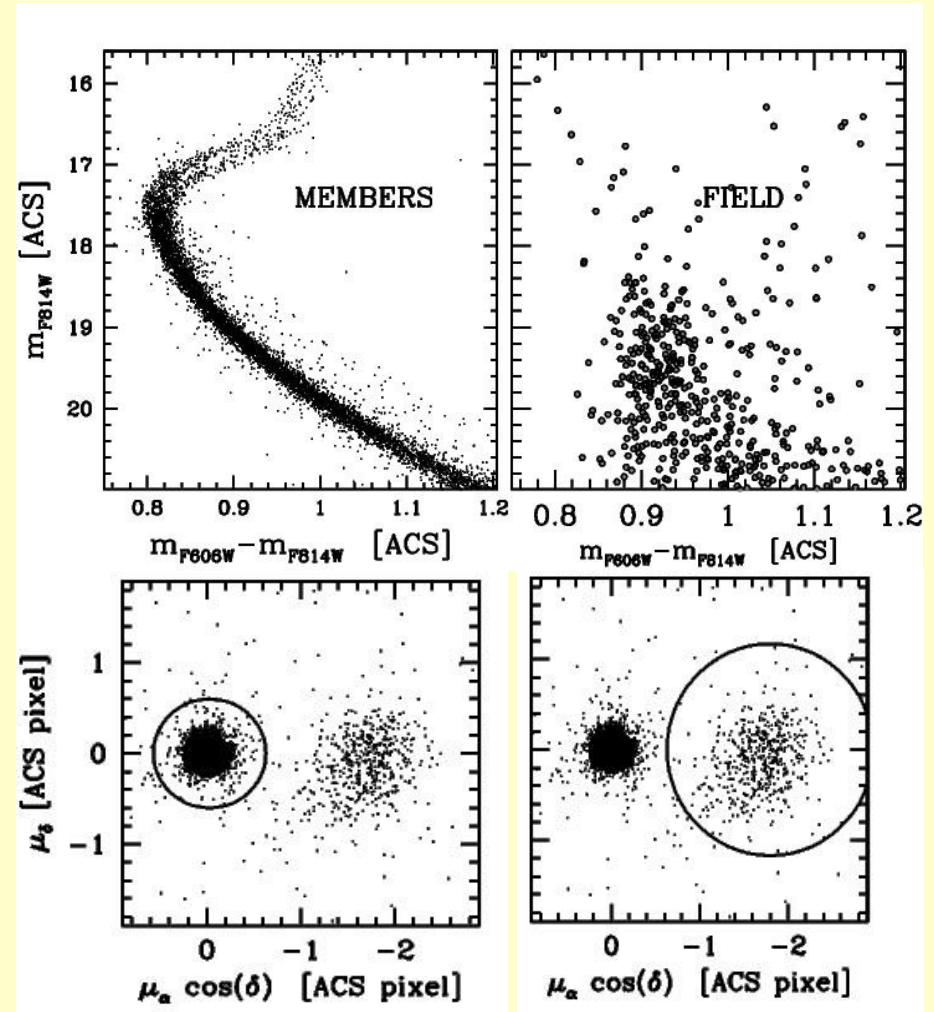 16
17
18
19
20
m_F814W [ACS]
MEMBERS
FIELD
0.8 0.9 1 1.1 1.2
0.8 0.9 1 1.1 1.2
m_F606W−m_F814W [ACS]
m_F606W−m_F814W [ACS]
1
0
−1
μ_δ [ACS pixel]
0 −1 −2
0 −1 −2
μ_α cos(δ) [ACS pixel]
μ_α cos(δ) [ACS pixel]